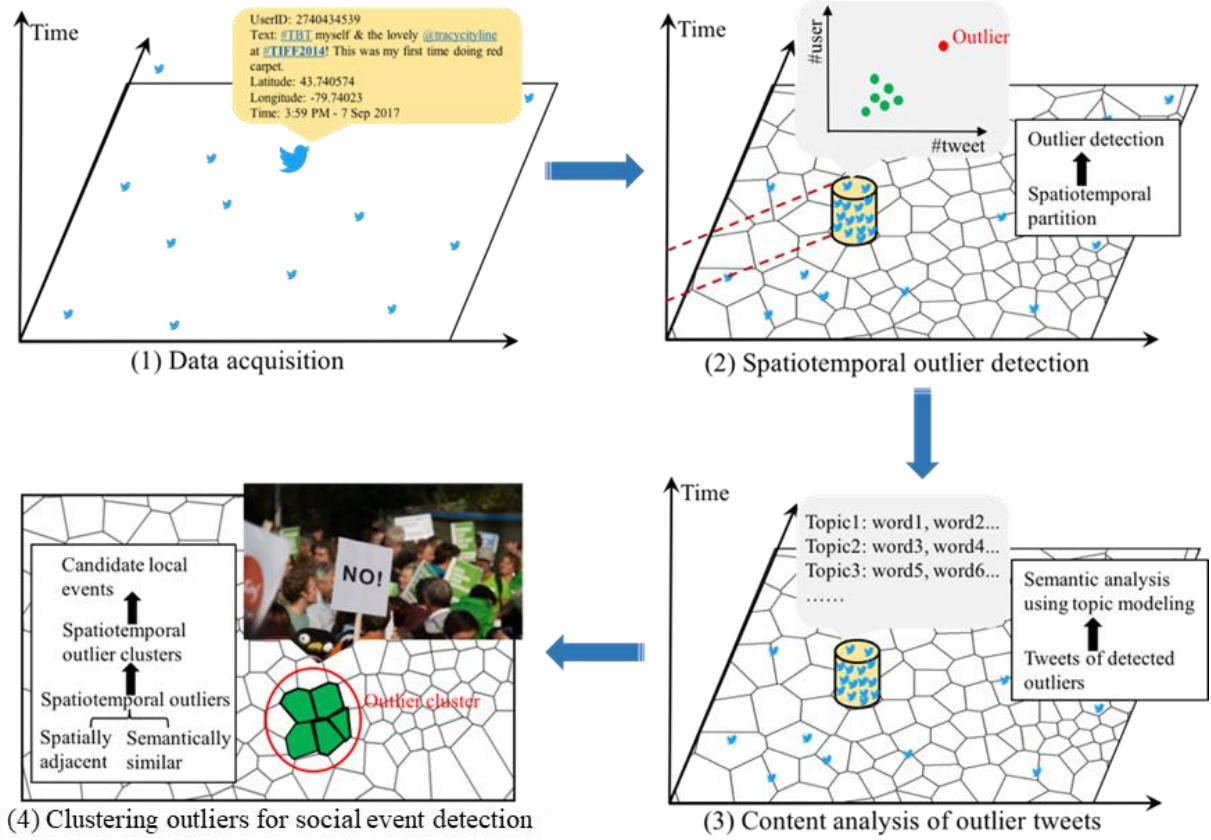 Time
UserID: 2740434539
Text: #TBT myself & the lovely @tracycityline
at #TIFF2014! This was my first time doing red
carpet.
Latitude: 43.740574
Longitude: -79.74023
Time: 3:59 PM - 7 Sep 2017
(1) Data acquisition
Time
#user
Outlier
#tweet
Outlier detection
Spatiotemporal
partition
(2) Spatiotemporal outlier detection
Time
Topic1: word1, word2...
Topic2: word3, word4...
Topic3: word5, word6...
......
Semantic analysis
using topic modeling
Tweets of detected
outliers
(3) Content analysis of outlier tweets
NO!
Candidate local
events
Spatiotemporal
outlier clusters
Spatiotemporal outliers
Spatially
adjacent
Semantically
similar
Outlier cluster
(4) Clustering outliers for social event detection